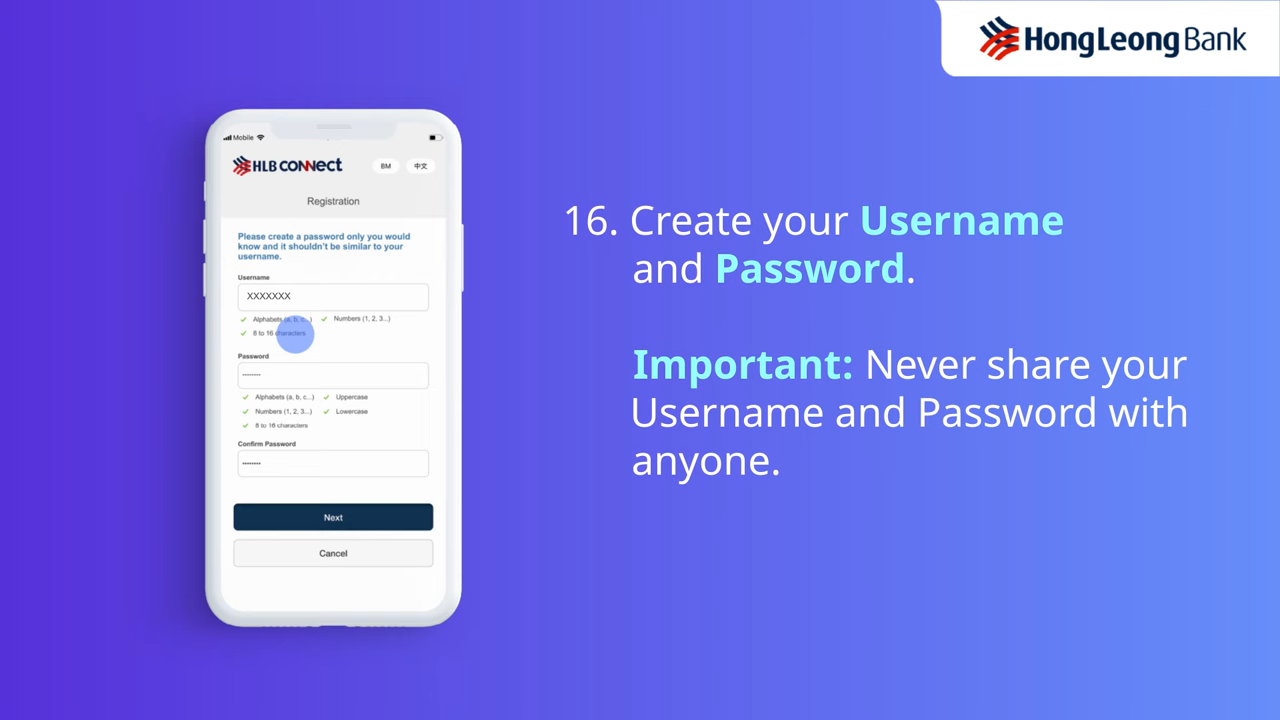 HongLeong Bank
Mobile
HLB CONNECT
BM
中文
Registration
Please create a password only you would
know and it shouldn't be similar to your
username.
Username
XXXXXXX
Alphabets (a, b, c...) Numbers (1, 2, 3...)
8 to 16 characters
Password
Alphabets (a, b, c...) Uppercase
Numbers (1, 2, 3...) Lowercase
8 to 16 characters
Confirm Password
Next
Cancel
16. Create your Username
and Password.
Important: Never share your
Username and Password with
anyone.